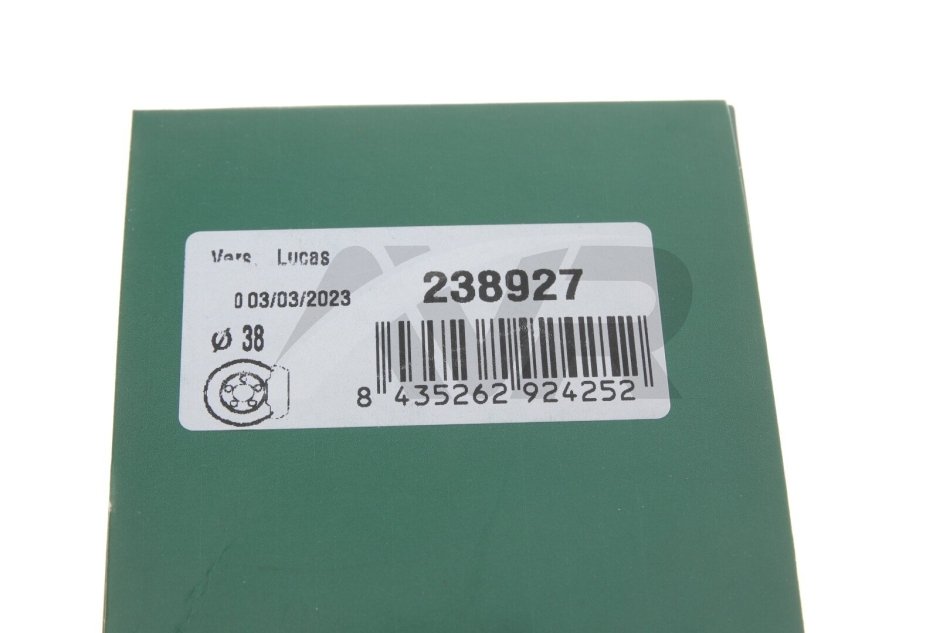 Vers. Lucas
0 03/03/2023
238927
Ø 38
8 435262 924252